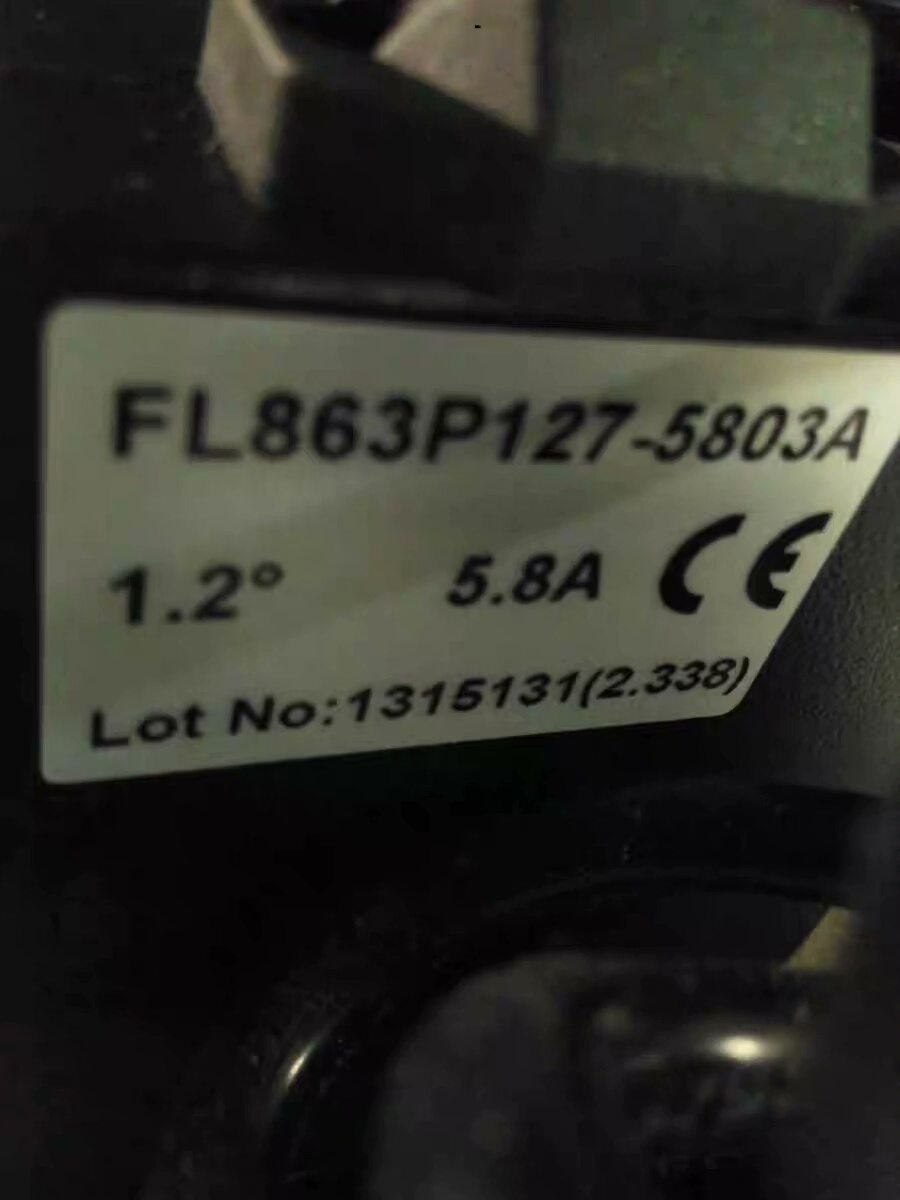 FL863P127-5803A
1.2° 5.8A CE
Lot No:1315131(2.338)